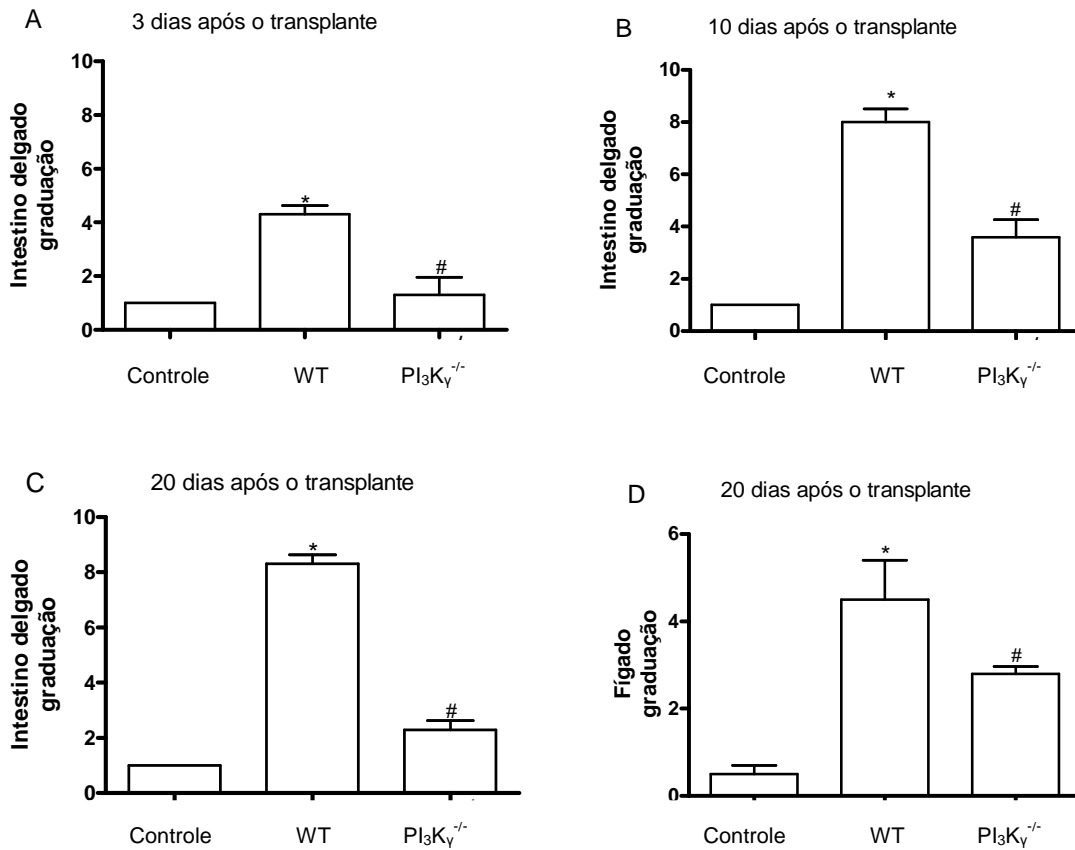 A
3 dias após o transplante
Intestino delgado
graduação
10
8
6
4
2
0
*
#
Controle WT PI₃Kγ⁻/⁻
B
10 dias após o transplante
Intestino delgado
graduação
10
8
6
4
2
0
*
#
Controle WT PI₃Kγ⁻/⁻
C
20 dias após o transplante
Intestino delgado
graduação
10
8
6
4
2
0
*
#
Controle WT PI₃Kγ⁻/⁻
D
20 dias após o transplante
Fígado
graduação
6
4
2
0
*
#
Controle WT PI₃Kγ⁻/⁻